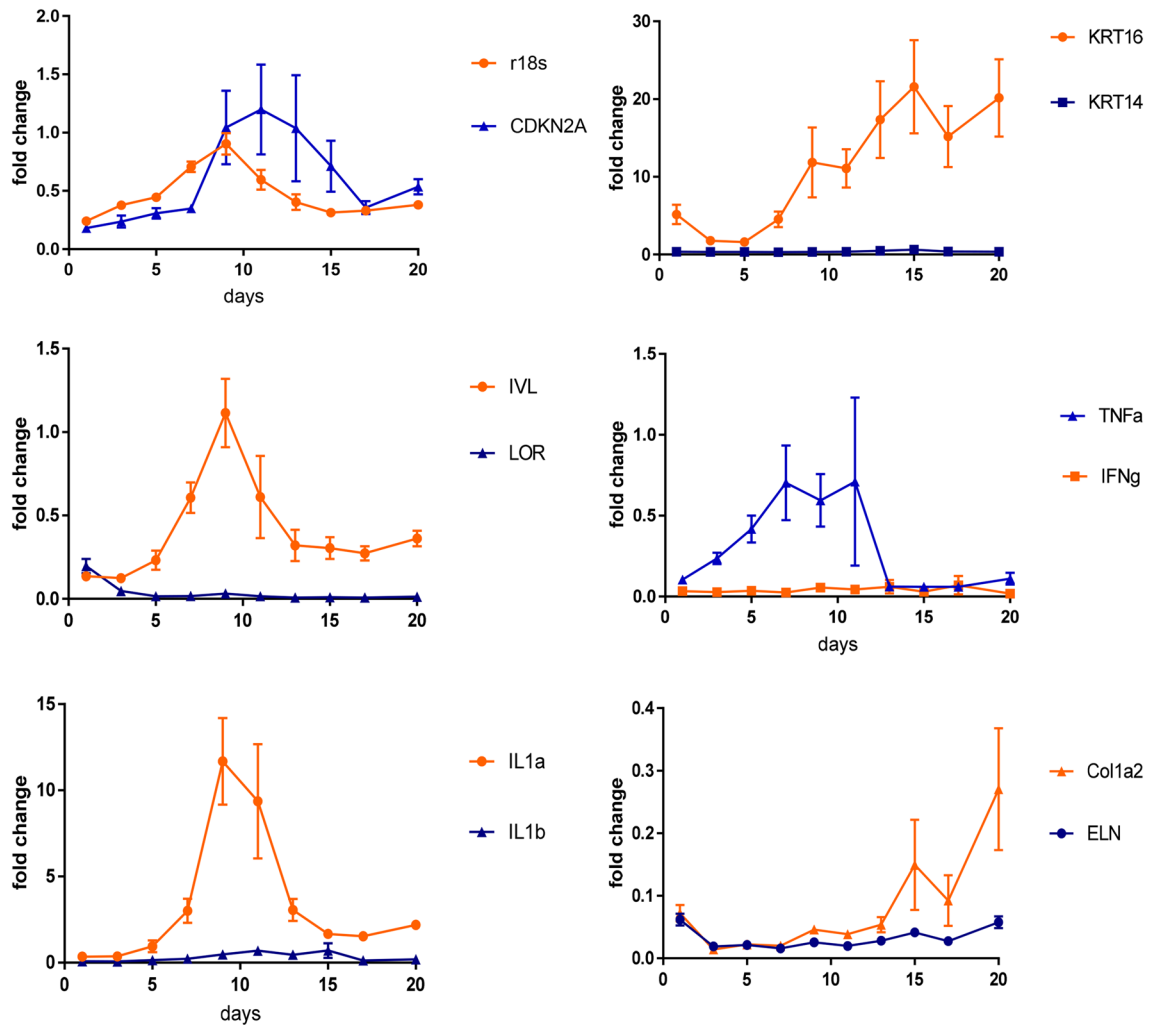 2.0
1.5
1.0
0.5
0.0
0 5 10 15 20
fold change
days
r18s
CDKN2A
30
20
10
0
0 5 10 15 20
fold change
KRT16
KRT14
1.5
1.0
0.5
0.0
0 5 10 15 20
fold change
IVL
LOR
1.5
1.0
0.5
0.0
0 5 10 15 20
fold change
days
TNFa
IFNg
15
10
5
0
0 5 10 15 20
fold change
days
IL1a
IL1b
0.4
0.3
0.2
0.1
0.0
0 5 10 15 20
fold change
Col1a2
ELN